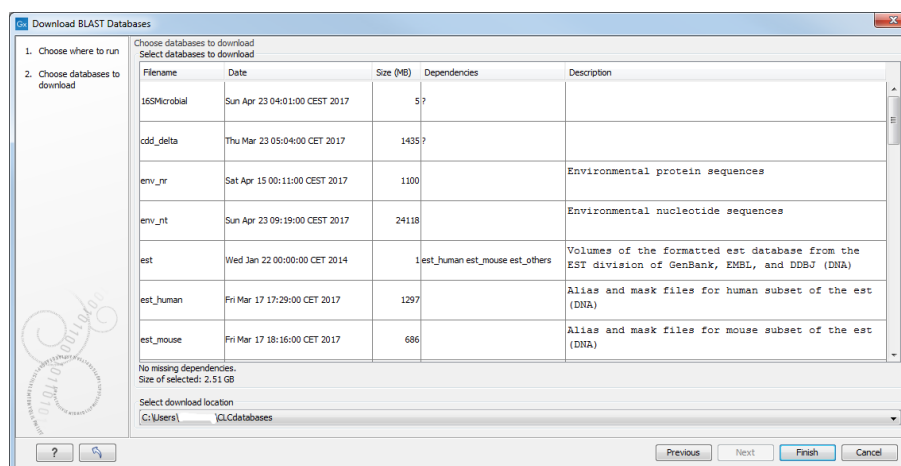 Gx Download BLAST Databases
1. Choose where to run
2. Choose databases to
download
Choose databases to download
Select databases to download
Filename Date Size (MB) Dependencies Description
16SMicrobial Sun Apr 23 04:01:00 CEST 2017 5 ?
cdd_delta Thu Mar 23 05:04:00 CET 2017 1435 ?
env_nr Sat Apr 15 00:11:00 CEST 2017 1100 Environmental protein sequences
env_nt Sun Apr 23 09:19:00 CEST 2017 24118 Environmental nucleotide sequences
est Wed Jan 22 00:00:00 CET 2014 1 est_human est_mouse est_others Volumes of the formatted est database from the
EST division of GenBank, EMBL, and DDBJ (DNA)
est_human Fri Mar 17 17:29:00 CET 2017 1297 Alias and mask files for human subset of the est
(DNA)
est_mouse Fri Mar 17 18:16:00 CET 2017 686 Alias and mask files for mouse subset of the est
(DNA)
No missing dependencies.
Size of selected: 2.51 GB
Select download location
C:\Users\ \CLCdatabases
? Previous Next Finish Cancel